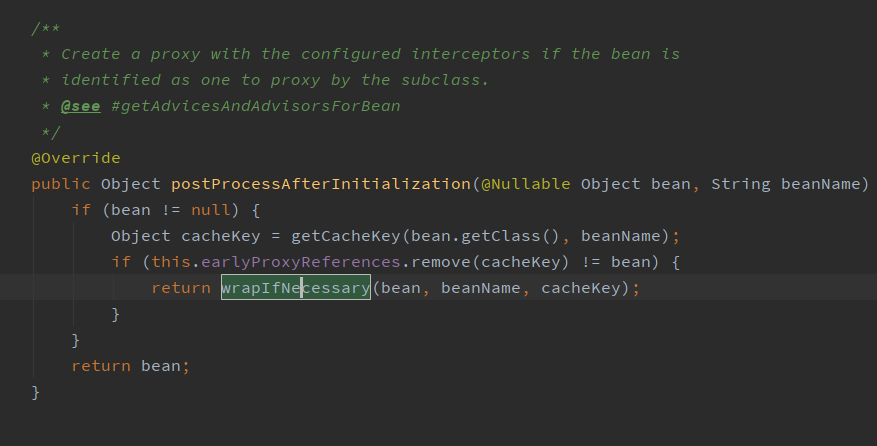 /**
 * Create a proxy with the configured interceptors if the bean is
 * identified as one to proxy by the subclass.
 * @see #getAdvicesAndAdvisorsForBean
 */
@Override
public Object postProcessAfterInitialization(@Nullable Object bean, String beanName)
    if (bean != null) {
        Object cacheKey = getCacheKey(bean.getClass(), beanName);
        if (this.earlyProxyReferences.remove(cacheKey) != bean) {
            return wrapIfNecessary(bean, beanName, cacheKey);
        }
    }
    return bean;
}